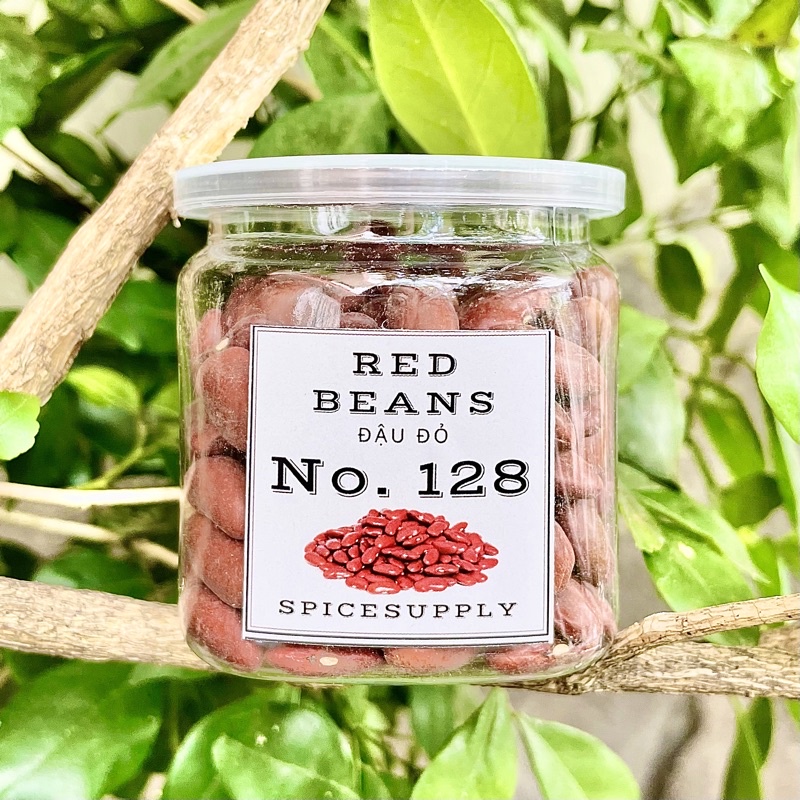 RED
BEANS
ĐẬU ĐỎ
No. 128
SPICESUPPLY